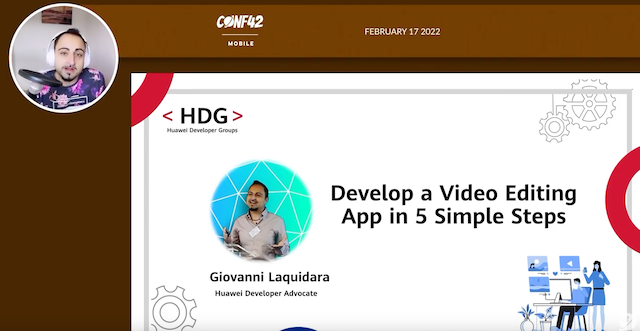 CONF42
MOBILE
FEBRUARY 17 2022
< HDG >
Huawei Developer Groups
Develop a Video Editing
App in 5 Simple Steps
Giovanni Laquidara
Huawei Developer Advocate